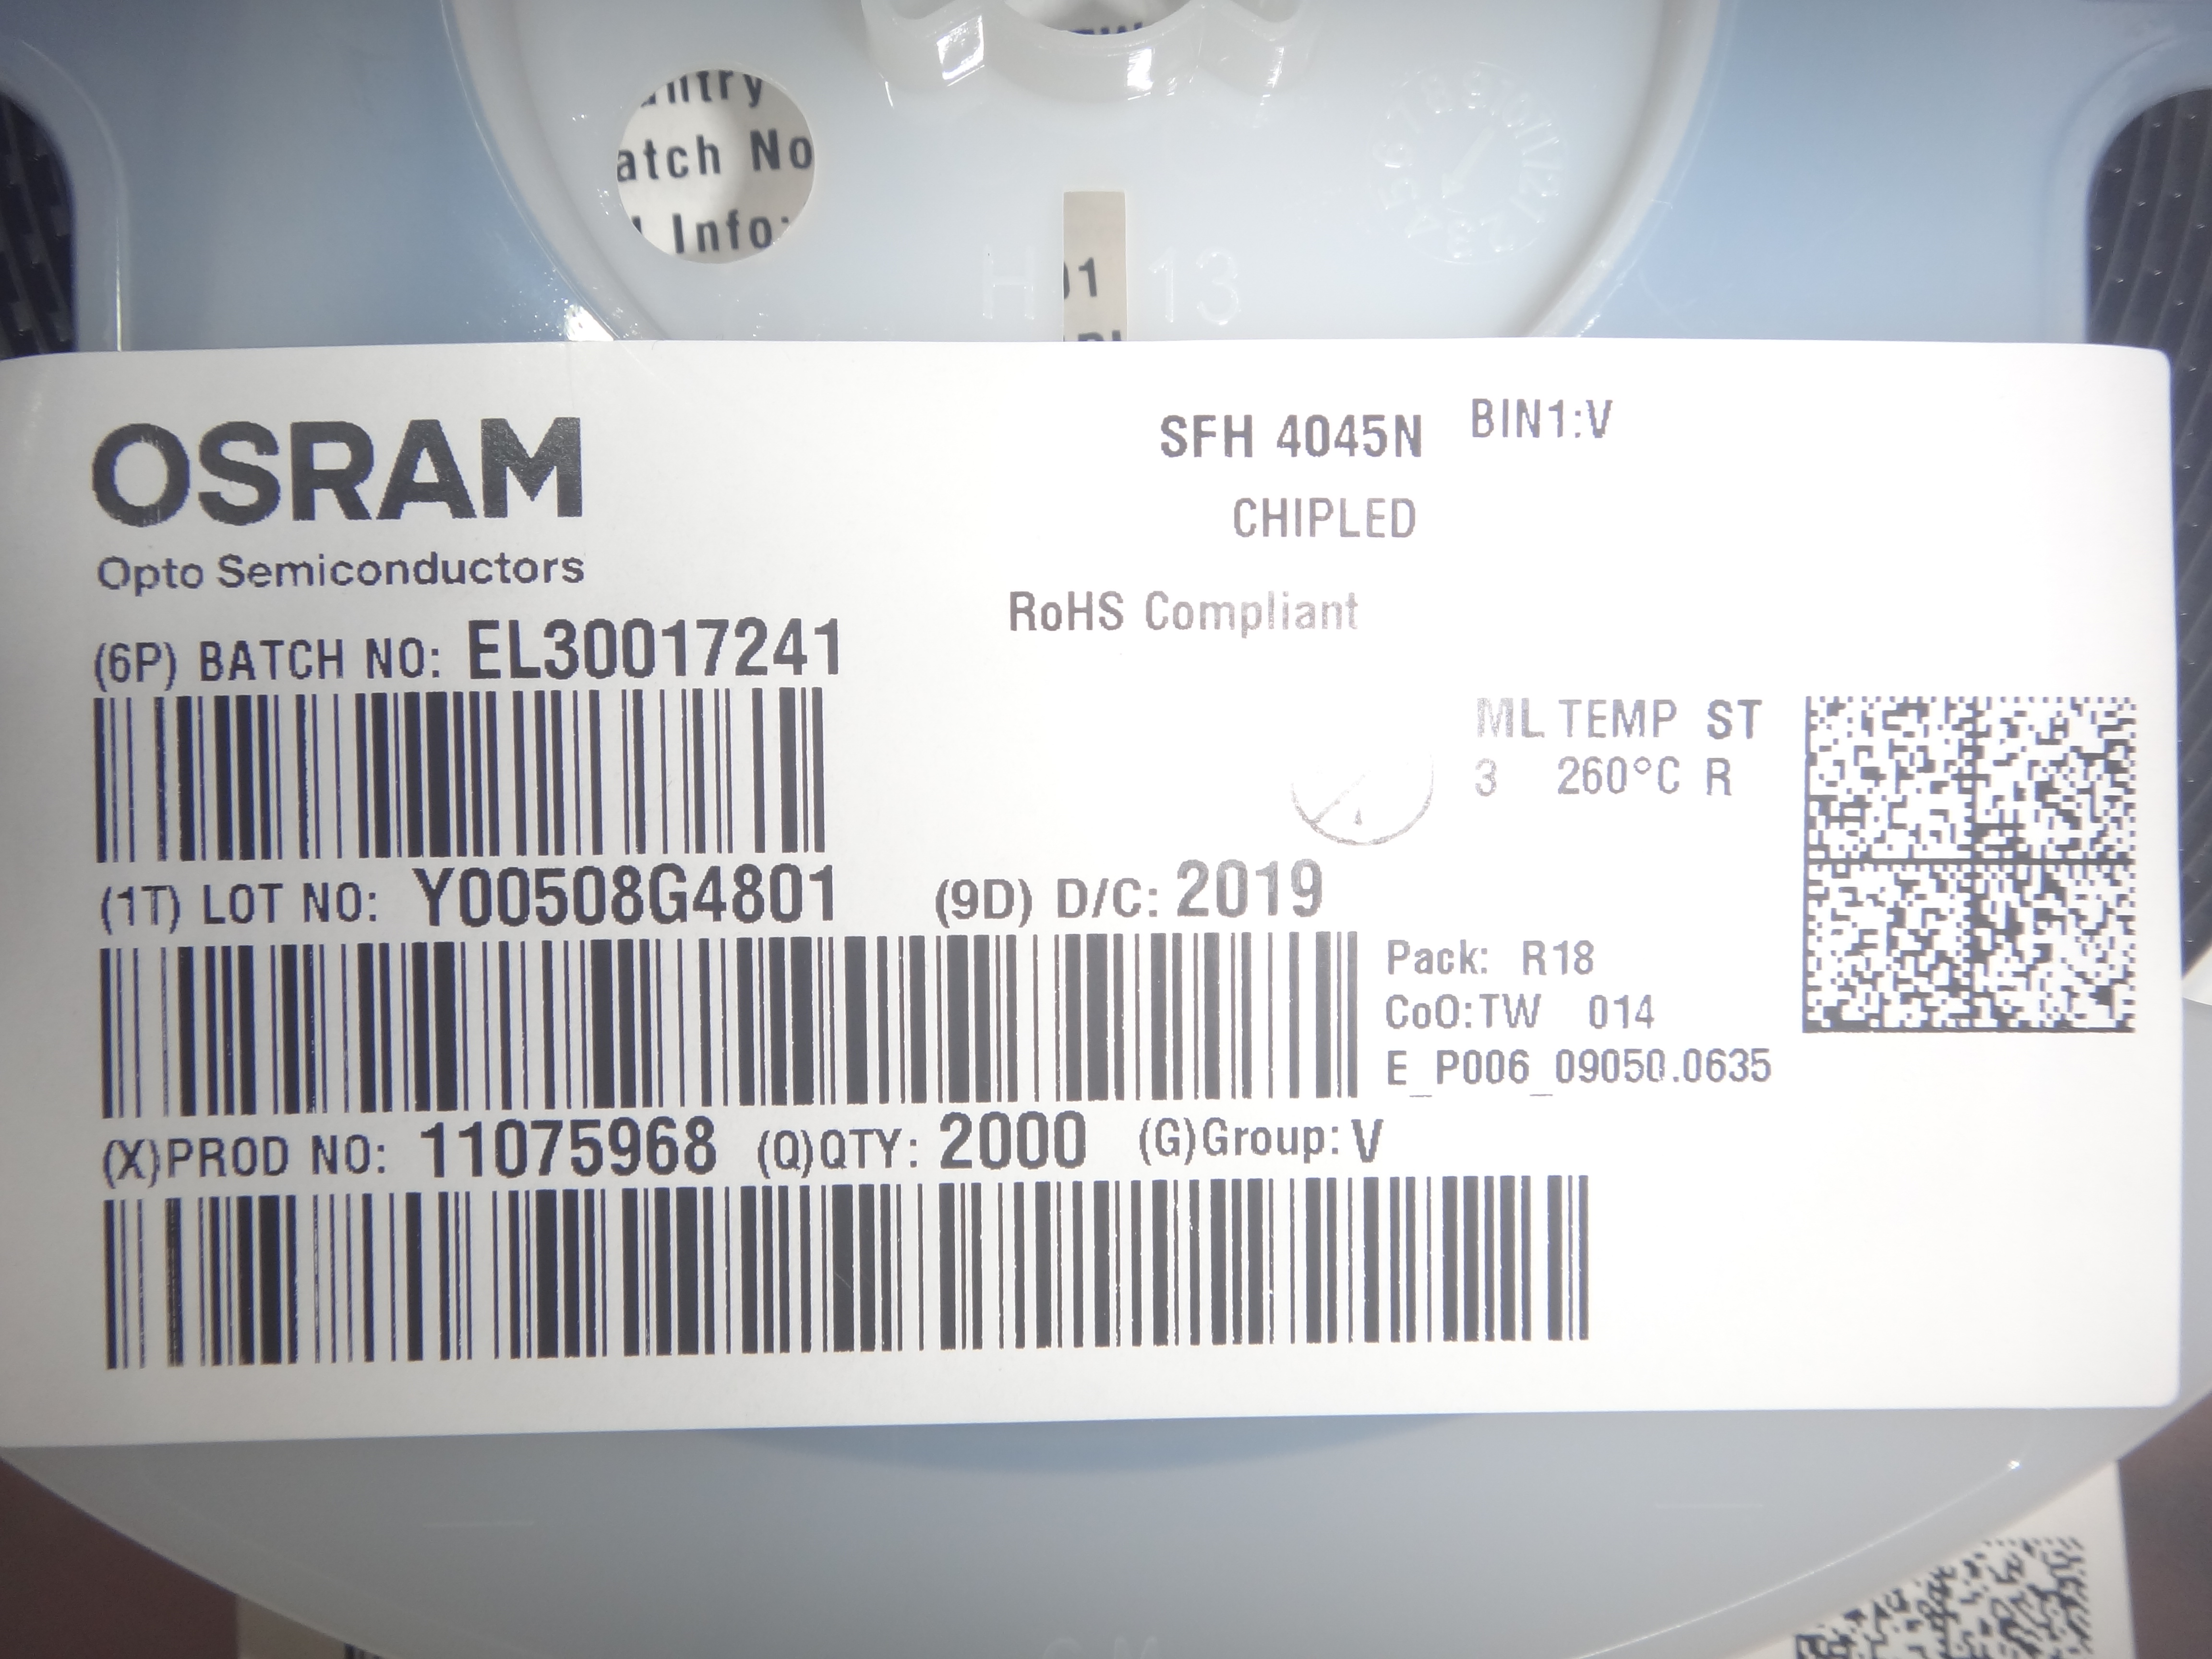 atch No
Info:
H 13
OSRAM
Opto Semiconductors
SFH 4045N BIN1:V
CHIPLED
RoHS Compliant
(6P) BATCH NO: EL30017241
ML TEMP ST
3 260°C R
(1T) LOT NO: Y00508G4801 (9D) D/C: 2019
Pack: R18
CoO:TW 014
E_P006_09050.0635
(X)PROD NO: 11075968 (Q)QTY: 2000 (G)Group: V